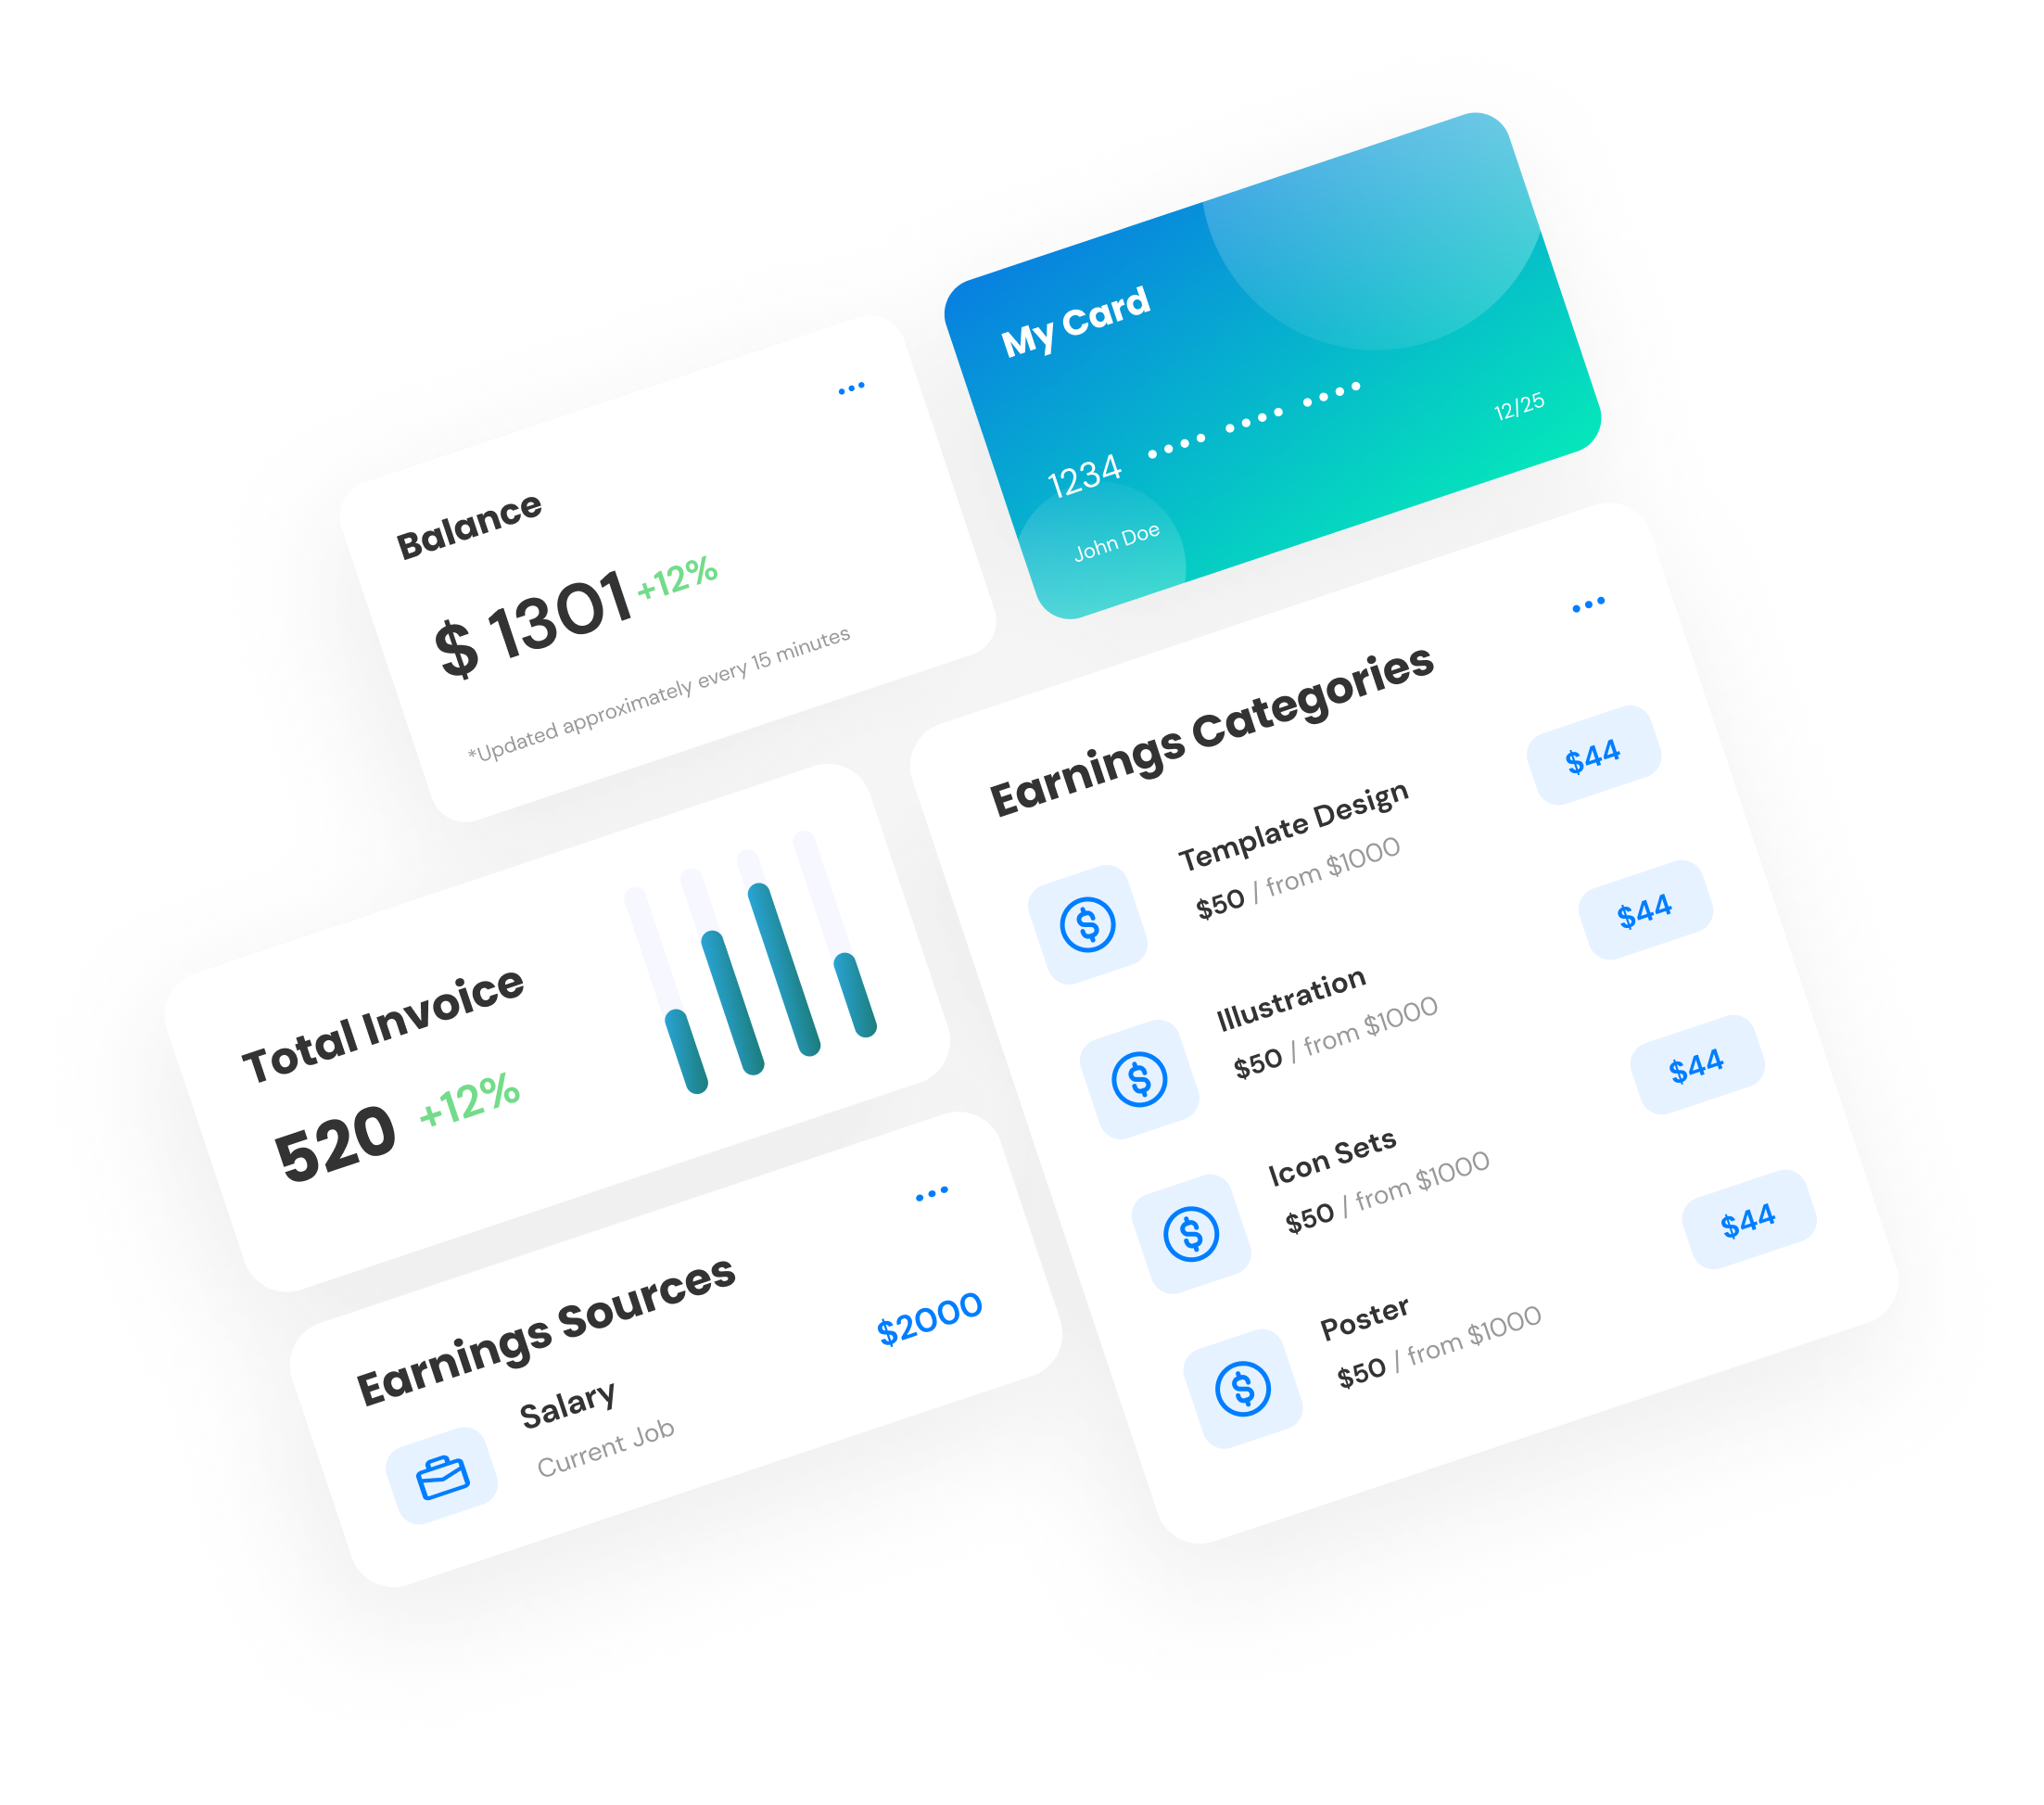 My Card
1234 •••• •••• ••••
12/25
John Doe
Balance
$ 1301 +12%
*Updated approximately every 15 minutes
Total Invoice
520 +12%
Earnings Sources
Salary
Current Job
$2000
Earnings Categories
Template Design
$50 / from $1000
$44
Illustration
$50 / from $1000
$44
Icon Sets
$50 / from $1000
$44
Poster
$50 / from $1000
$44